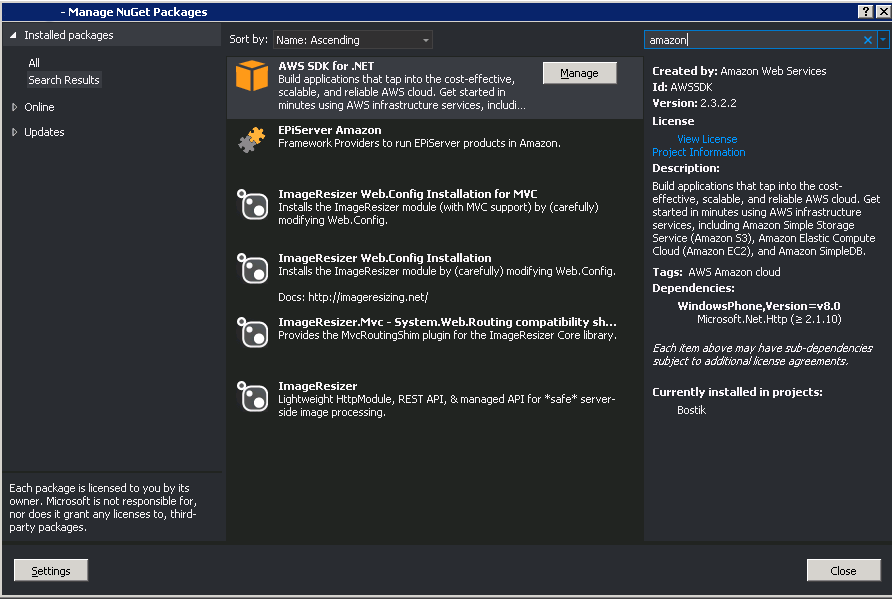 - Manage NuGet Packages
Installed packages
All
Search Results
Online
Updates
Each package is licensed to you by its
owner. Microsoft is not responsible for,
nor does it grant any licenses to, third-
party packages.
Settings
Sort by: Name: Ascending
AWS SDK for .NET
Build applications that tap into the cost-effective,
scalable, and reliable AWS cloud. Get started in
minutes using AWS infrastructure services, includi...
Manage
EPiServer Amazon
Framework Providers to run EPiServer products in Amazon.
ImageResizer Web.Config Installation for MVC
Installs the ImageResizer module (with MVC support) by (carefully)
modifying Web.Config.
ImageResizer Web.Config Installation
Installs the ImageResizer module by (carefully) modifying Web.Config.
Docs: http://imageresizing.net/
ImageResizer.Mvc - System.Web.Routing compatibility sh...
Provides the MvcRoutingShim plugin for the ImageResizer Core library.
ImageResizer
Lightweight HttpModule, REST API, & managed API for *safe* server-
side image processing.
amazon
Created by: Amazon Web Services
Id: AWSSDK
Version: 2.3.2.2
License
View License
Project Information
Description:
Build applications that tap into the cost-
effective, scalable, and reliable AWS cloud. Get
started in minutes using AWS infrastructure
services, including Amazon Simple Storage
Service (Amazon S3), Amazon Elastic Compute
Cloud (Amazon EC2), and Amazon SimpleDB.
Tags: AWS Amazon cloud
Dependencies:
WindowsPhone,Version=v8.0
Microsoft.Net.Http (≥ 2.1.10)
Each item above may have sub-dependencies
subject to additional license agreements.
Currently installed in projects:
Bostik
Close